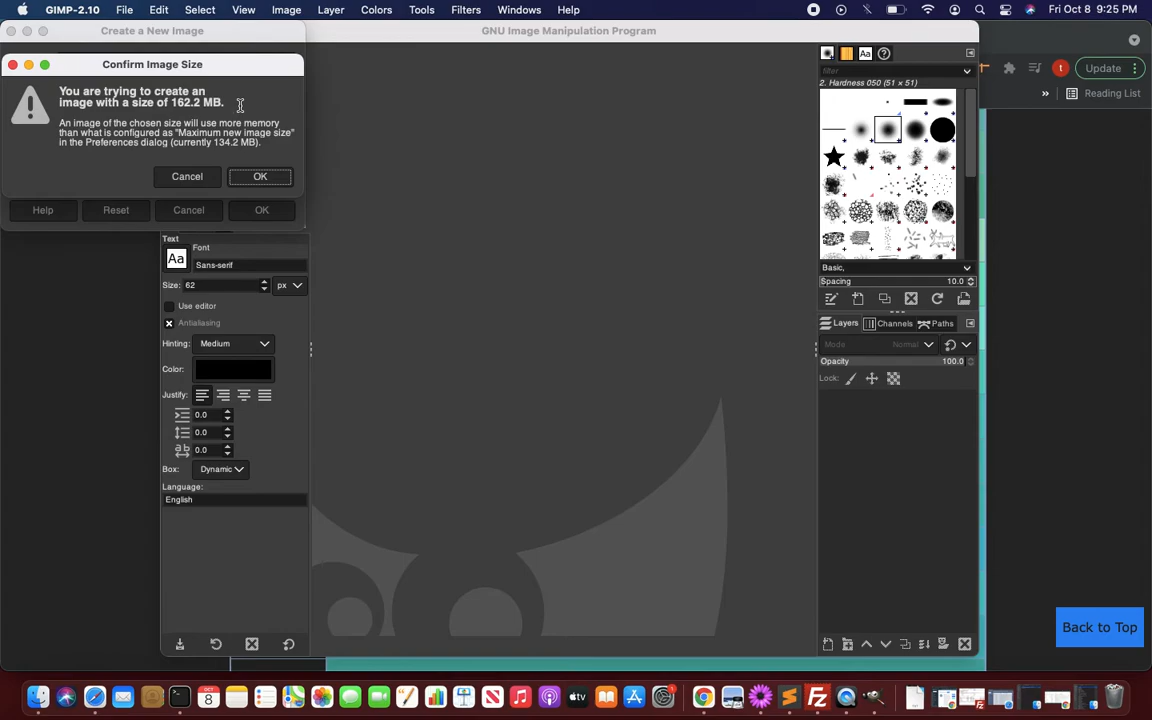 GIMP-2.10 File Edit Select View Image Layer Colors Tools Filters Windows Help Fri Oct 8 9:25 PM
Create a New Image
GNU Image Manipulation Program
Confirm Image Size
You are trying to create an
image with a size of 162.2 MB.
An image of the chosen size will use more memory
than what is configured as "Maximum new image size"
in the Preferences dialog (currently 134.2 MB).
Cancel OK
Help Reset Cancel OK
Text
Font
Aa Sans-serif
Size: 62 px
Use editor
Antialiasing
Hinting: Medium
Color:
Justify:
0.0
0.0
0.0
Box: Dynamic
Language:
English
Aa
filter
2. Hardness 050 (51 × 51)
Basic,
Spacing 10.0
Layers Channels Paths
Mode Normal
Opacity 100.0
Lock:
t Update
» Reading List
Back to Top
OCT
8
tv